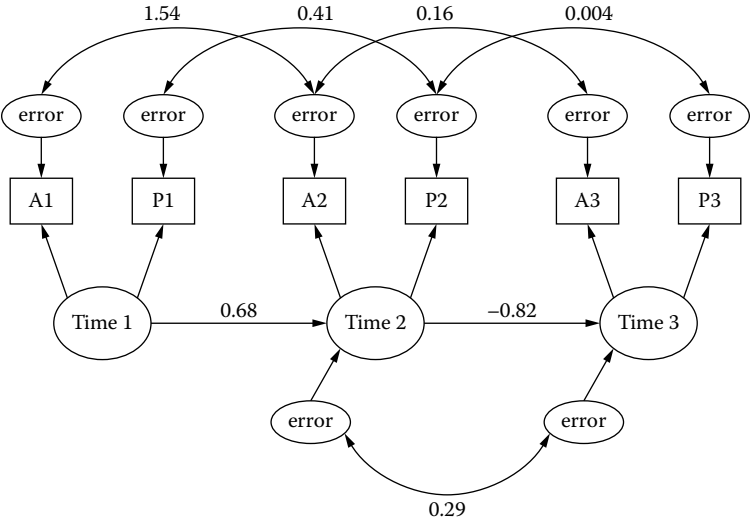 1.54 0.41 0.16 0.004
error error error error error error
A1 P1 A2 P2 A3 P3
Time 1 0.68 Time 2 −0.82 Time 3
error error
0.29